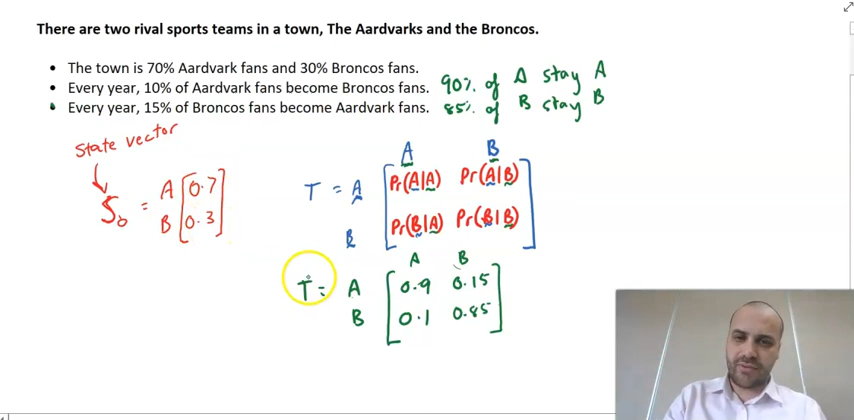 There are two rival sports teams in a town, The Aardvarks and the Broncos.
• The town is 70% Aardvark fans and 30% Broncos fans.
• Every year, 10% of Aardvark fans become Broncos fans. 90% of A stay A
• Every year, 15% of Broncos fans become Aardvark fans. 85% of B stay B
State vector
S₀ = A [0.7
B 0.3]
A B
T = A [Pr(A|A) Pr(A|B)
B Pr(B|A) Pr(B|B)]
A B
T = A [0.9 0.15
B 0.1 0.85]